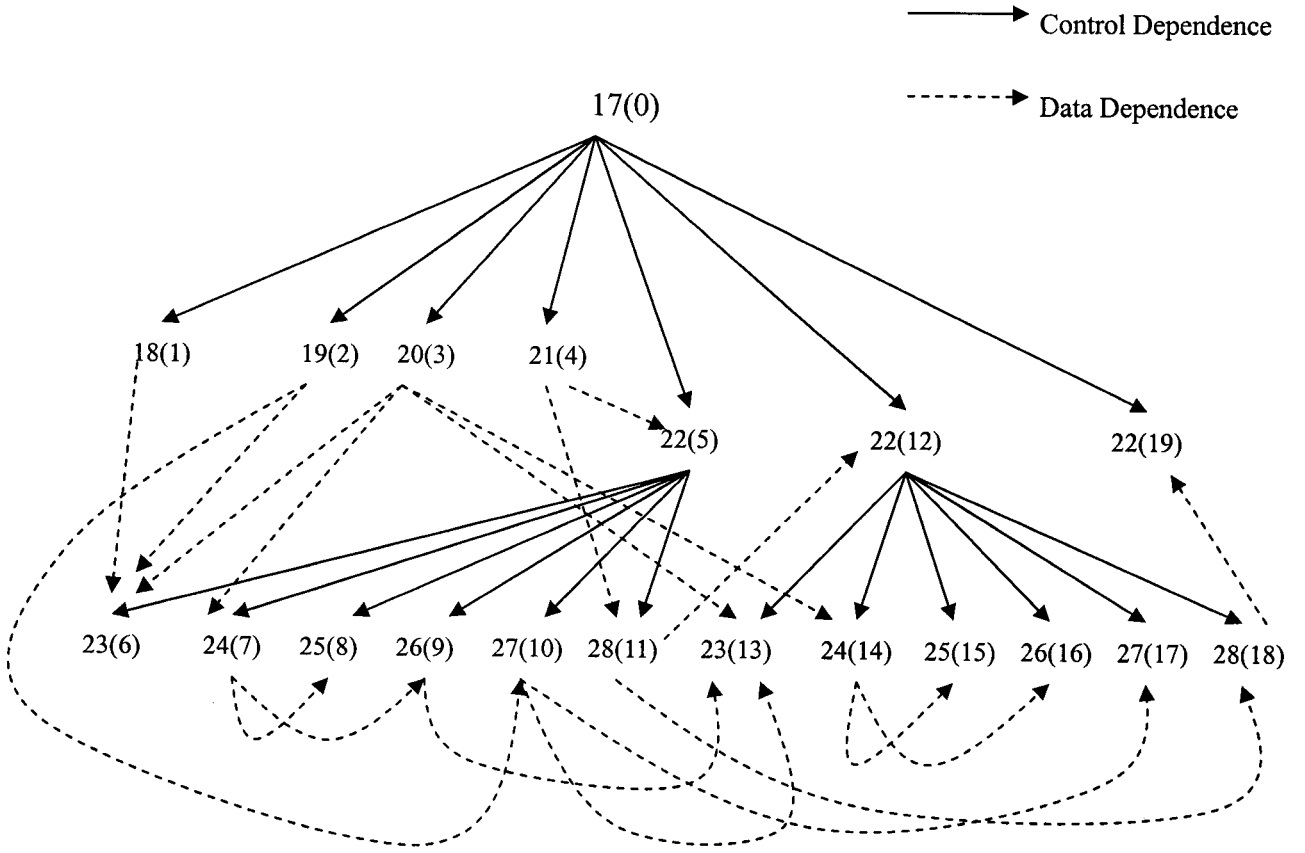 Control Dependence
17(0)
Data Dependence
18(1) 19(2) 20(3) 21(4)
22(5) 22(12) 22(19)
23(6) 24(7) 25(8) 26(9) 27(10) 28(11) 23(13) 24(14) 25(15) 26(16) 27(17) 28(18)